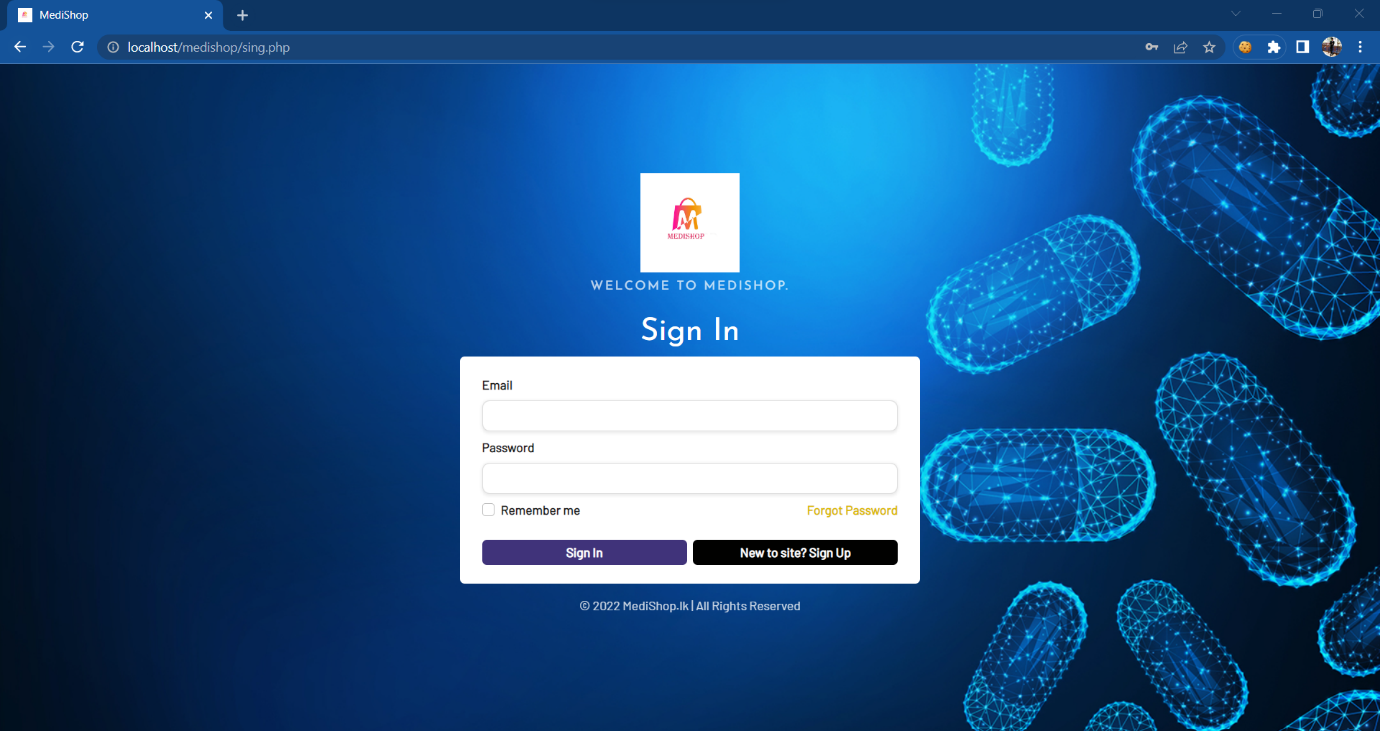 MediShop
localhost/medishop/sing.php
MEDISHOP
WELCOME TO MEDISHOP.
Sign In
Email
Password
Remember me
Forgot Password
Sign In
New to site? Sign Up
© 2022 MediShop.lk | All Rights Reserved